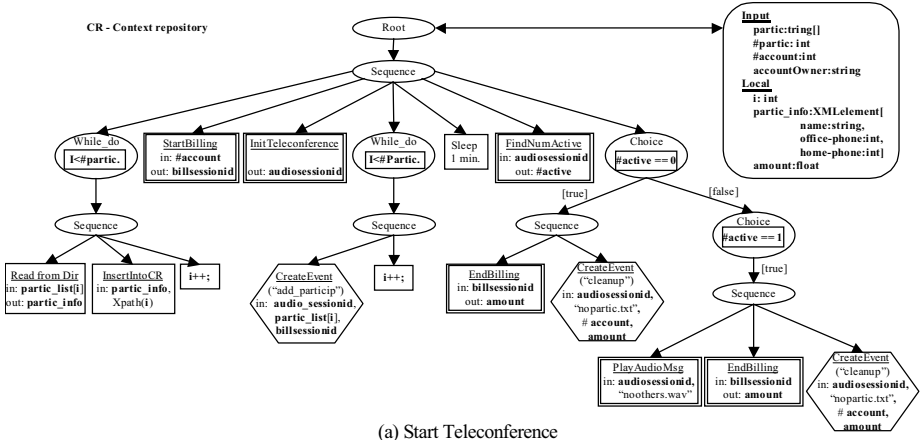 CR - Context repository
Root
Input
partic:tring[]
#partic: int
#account:int
accountOwner:string
Local
i: int
partic_info:XMLelement[
name:string,
office-phone:int,
home-phone:int]
amount:float
Sequence
While_do
I<#partic.
StartBilling
in: #account
out: billsessionid
InitTeleconference
out: audiosessionid
While_do
I<#Partic.
Sleep
1 min.
FindNumActive
in: audiosessionid
out: #active
Choice
#active == 0
[true]
[false]
Sequence
Read from Dir
in: partic_list[i]
out: partic_info
InsertIntoCR
in: partic_info,
Xpath(i)
i++;
Sequence
CreateEvent
("add_particip")
in: audio_sessionid,
partic_list[i],
billsessionid
i++;
Sequence
EndBilling
in: billsessionid
out: amount
CreateEvent
("cleanup")
in: audiosessionid,
"nopartic.txt",
# account,
amount
Choice
#active == 1
[true]
Sequence
PlayAudioMsg
in: audiosessionid,
"noothers.wav"
EndBilling
in: billsessionid
out: amount
CreateEvent
("cleanup")
in: audiosessionid,
"nopartic.txt",
# account,
amount
(a) Start Teleconference